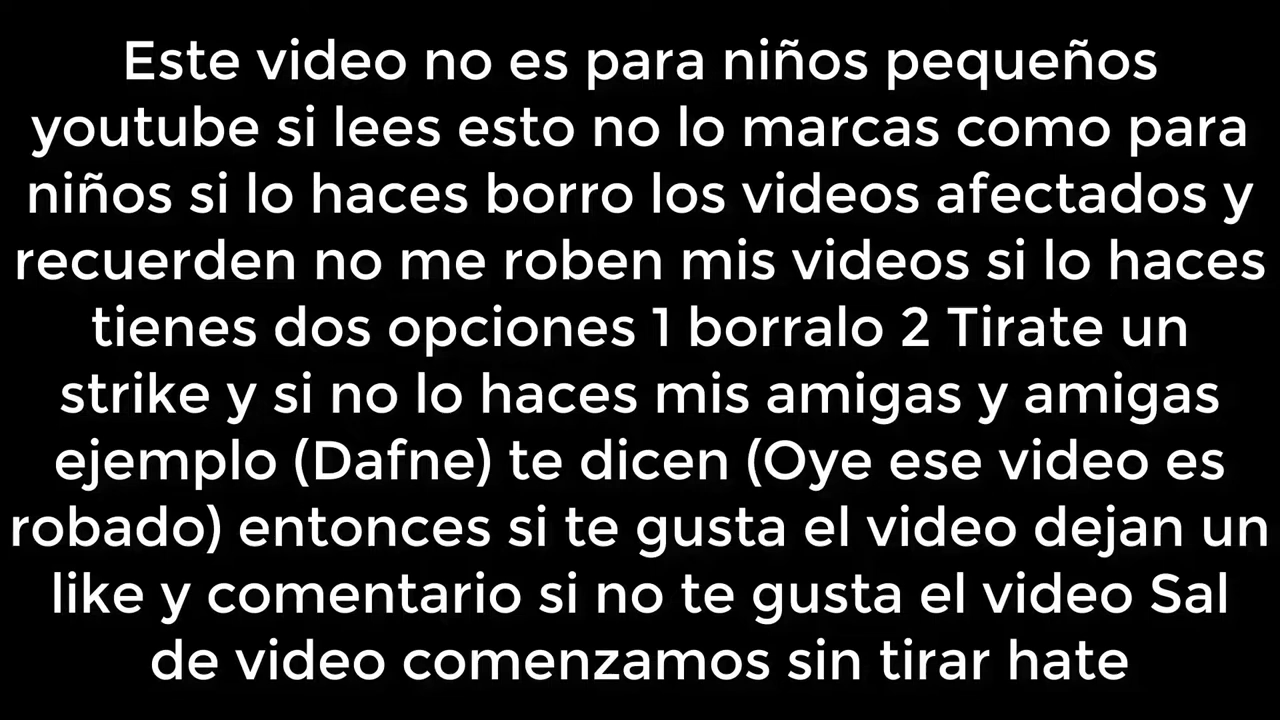 Este video no es para niños pequeños
youtube si lees esto no lo marcas como para
niños si lo haces borro los videos afectados y
recuerden no me roben mis videos si lo haces
tienes dos opciones 1 borralo 2 Tirate un
strike y si no lo haces mis amigas y amigas
ejemplo (Dafne) te dicen (Oye ese video es
robado) entonces si te gusta el video dejan un
like y comentario si no te gusta el video Sal
de video comenzamos sin tirar hate